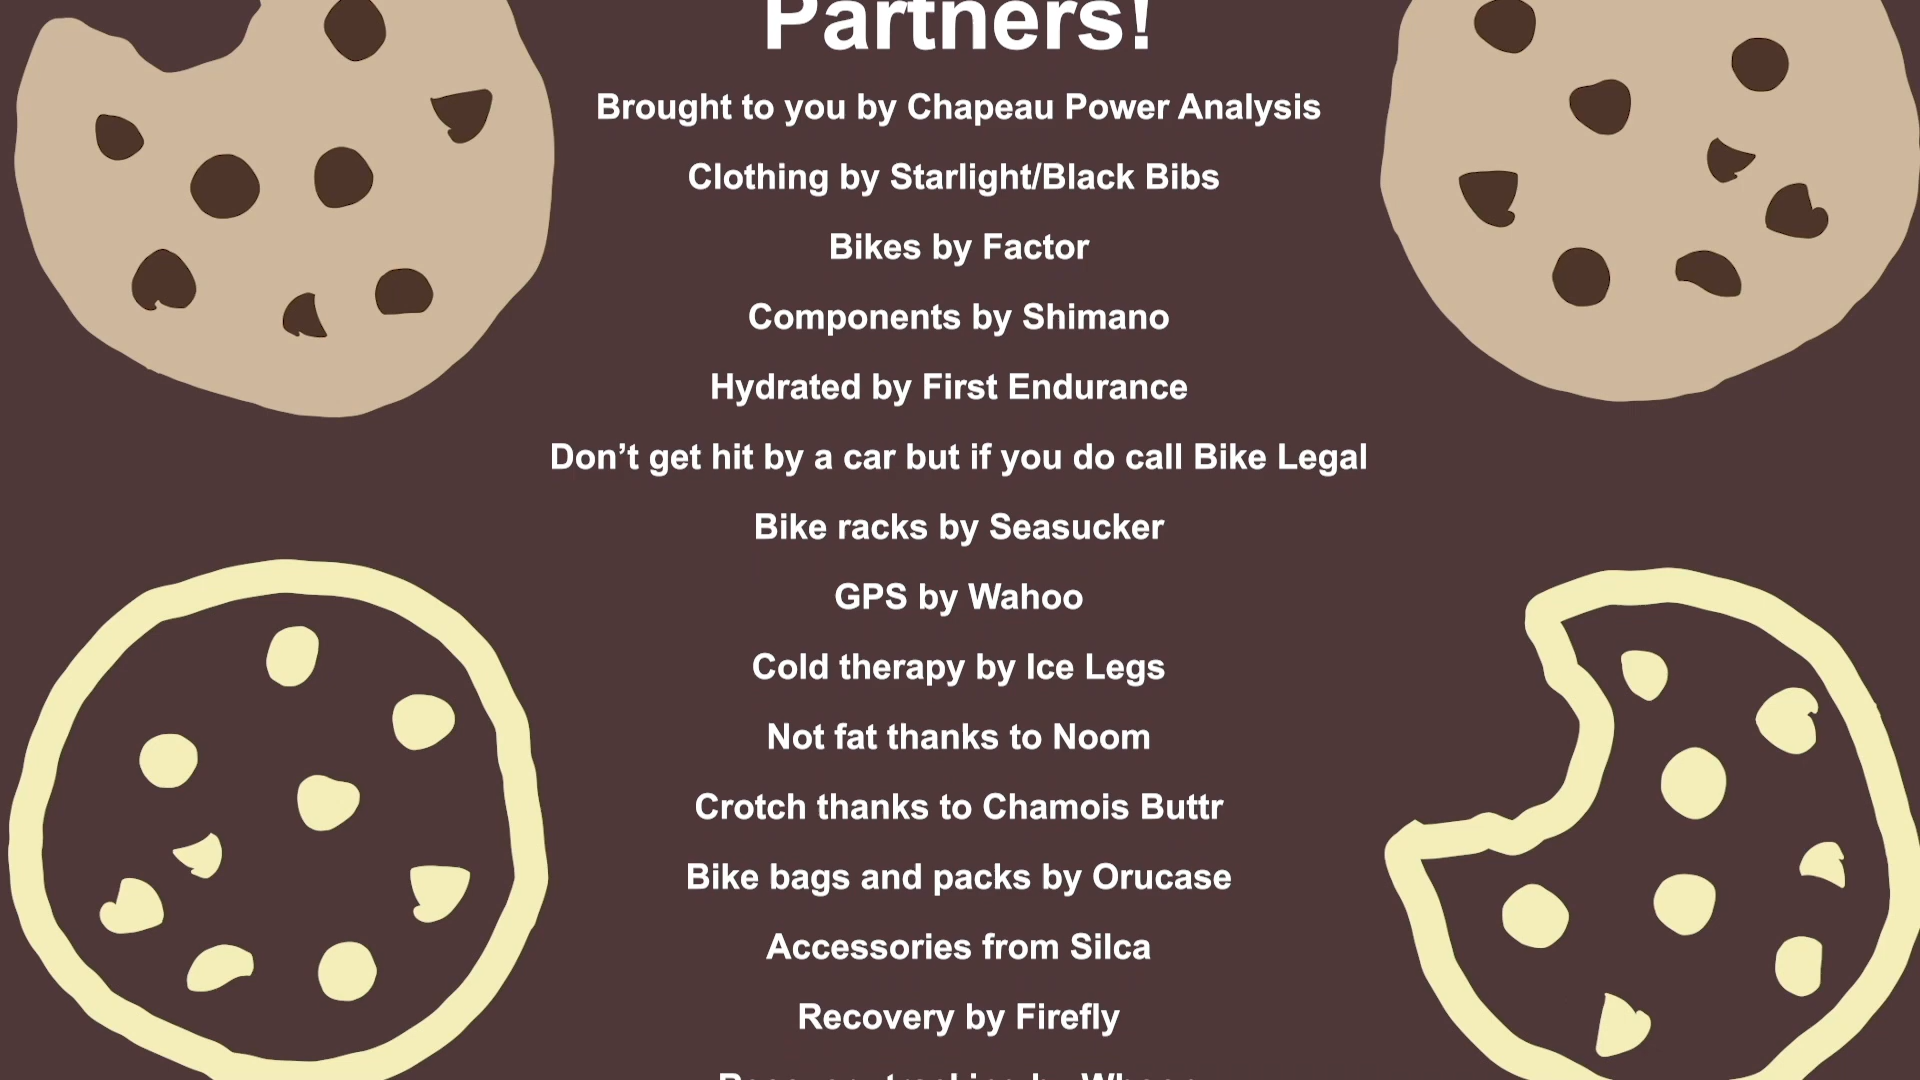 Partners!
Brought to you by Chapeau Power Analysis
Clothing by Starlight/Black Bibs
Bikes by Factor
Components by Shimano
Hydrated by First Endurance
Don’t get hit by a car but if you do call Bike Legal
Bike racks by Seasucker
GPS by Wahoo
Cold therapy by Ice Legs
Not fat thanks to Noom
Crotch thanks to Chamois Buttr
Bike bags and packs by Orucase
Accessories from Silca
Recovery by Firefly